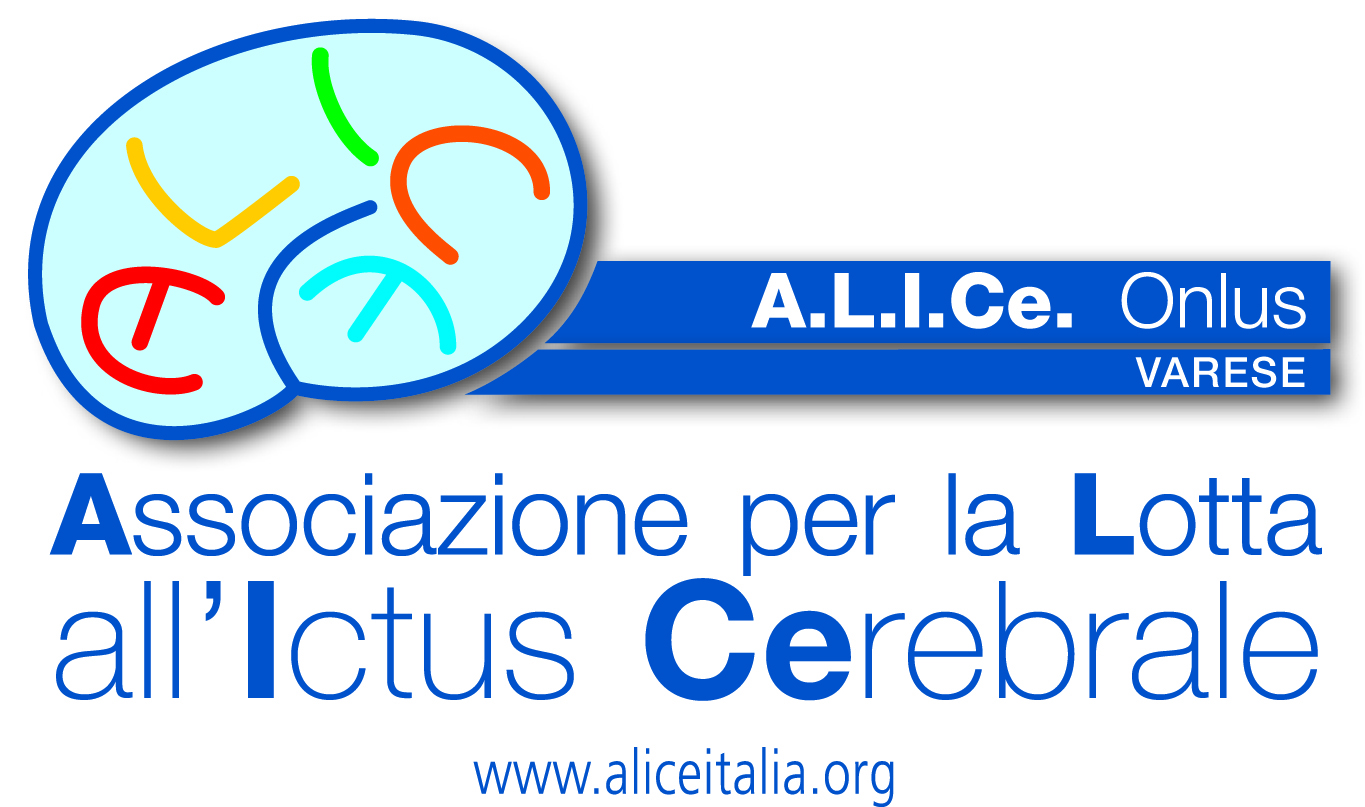 A.L.I.Ce. Onlus
VARESE
Associazione per la Lotta
all'Ictus Cerebrale
www.aliceitalia.org